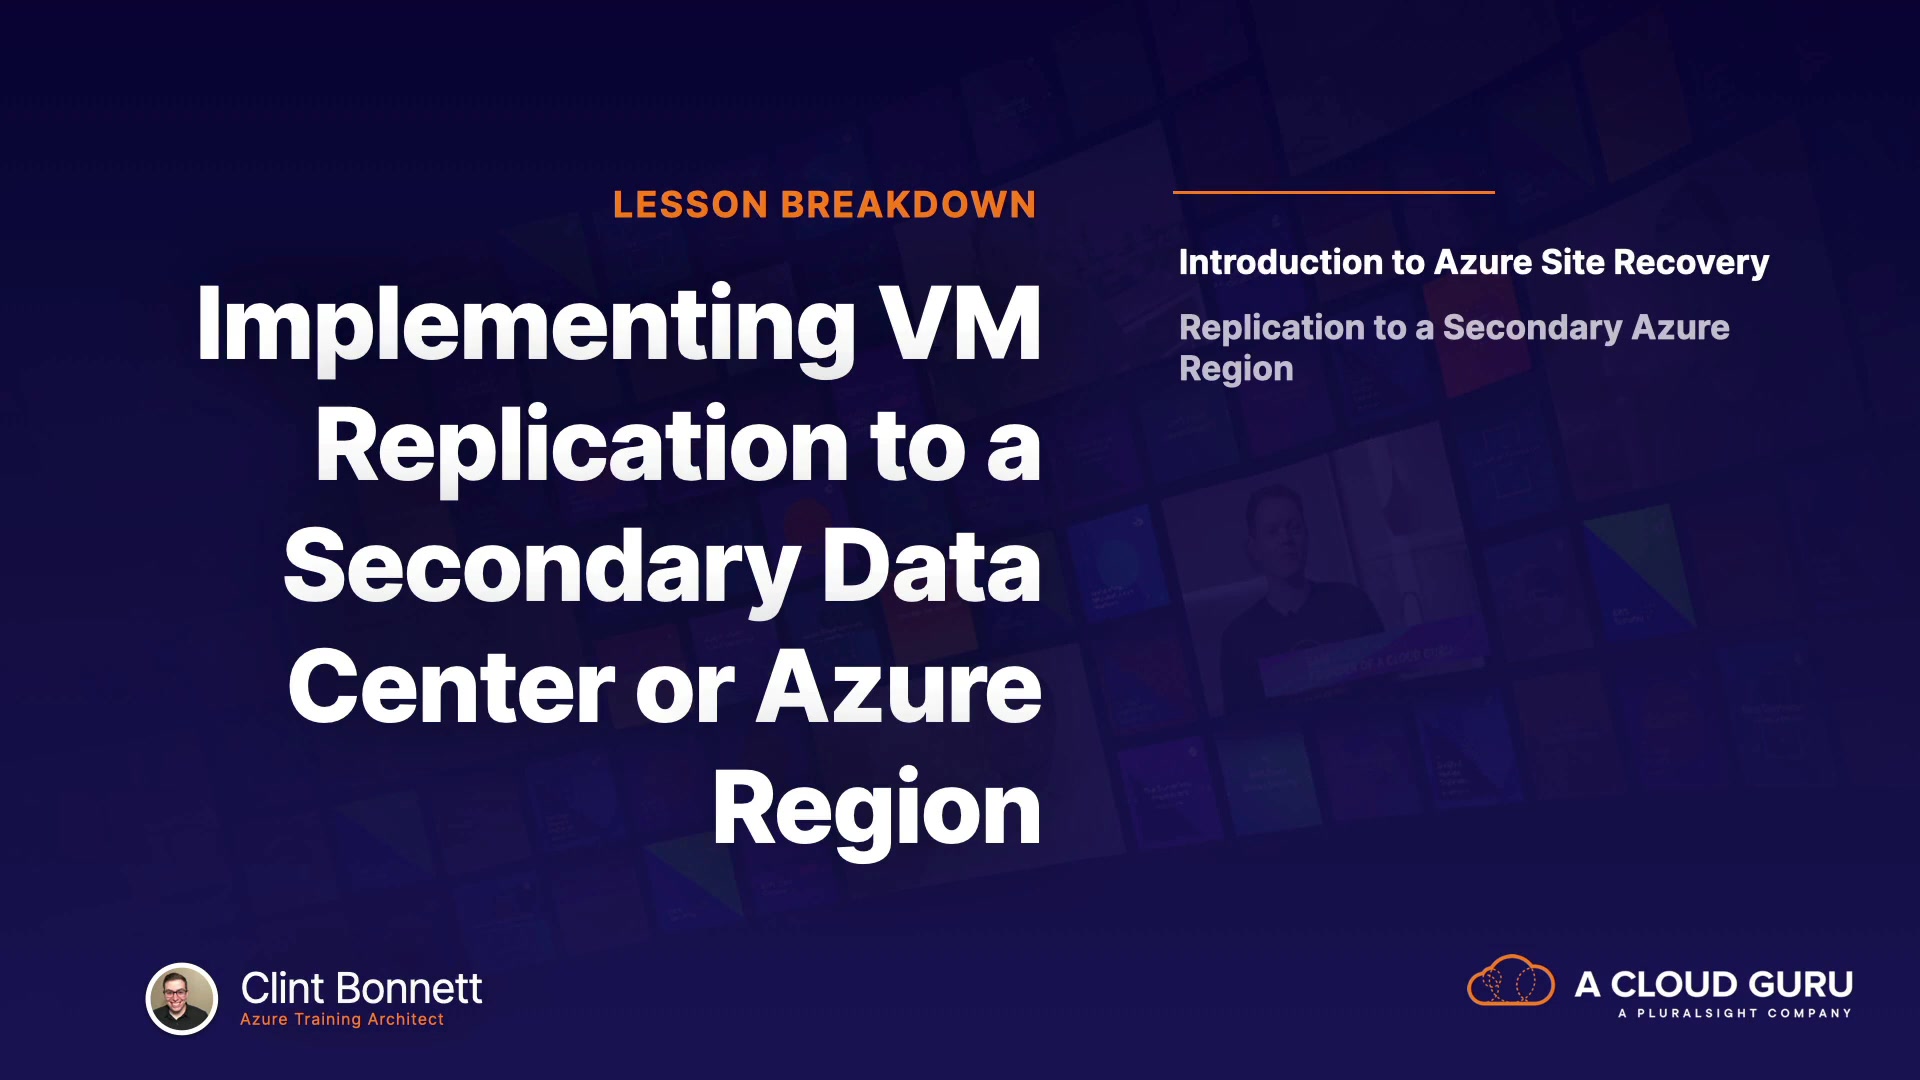 LESSON BREAKDOWN
Implementing VM
Replication to a
Secondary Data
Center or Azure
Region
Introduction to Azure Site Recovery
Replication to a Secondary Azure
Region
Clint Bonnett
Azure Training Architect
A CLOUD GURU
A PLURALSIGHT COMPANY